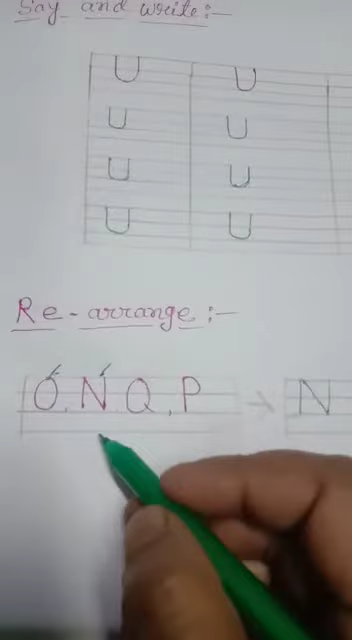 Say and write:-
U U
U U
U U
U U
Re-arrange:-
O, N, Q, P → N